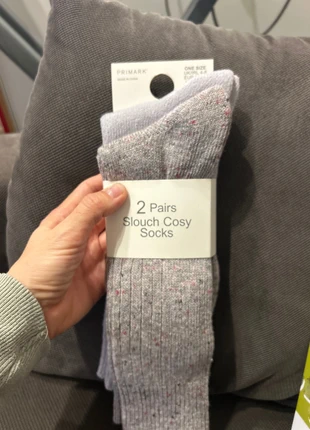 PRIMARK
ONE SIZE
2 Pairs
Slouch Cosy
Socks